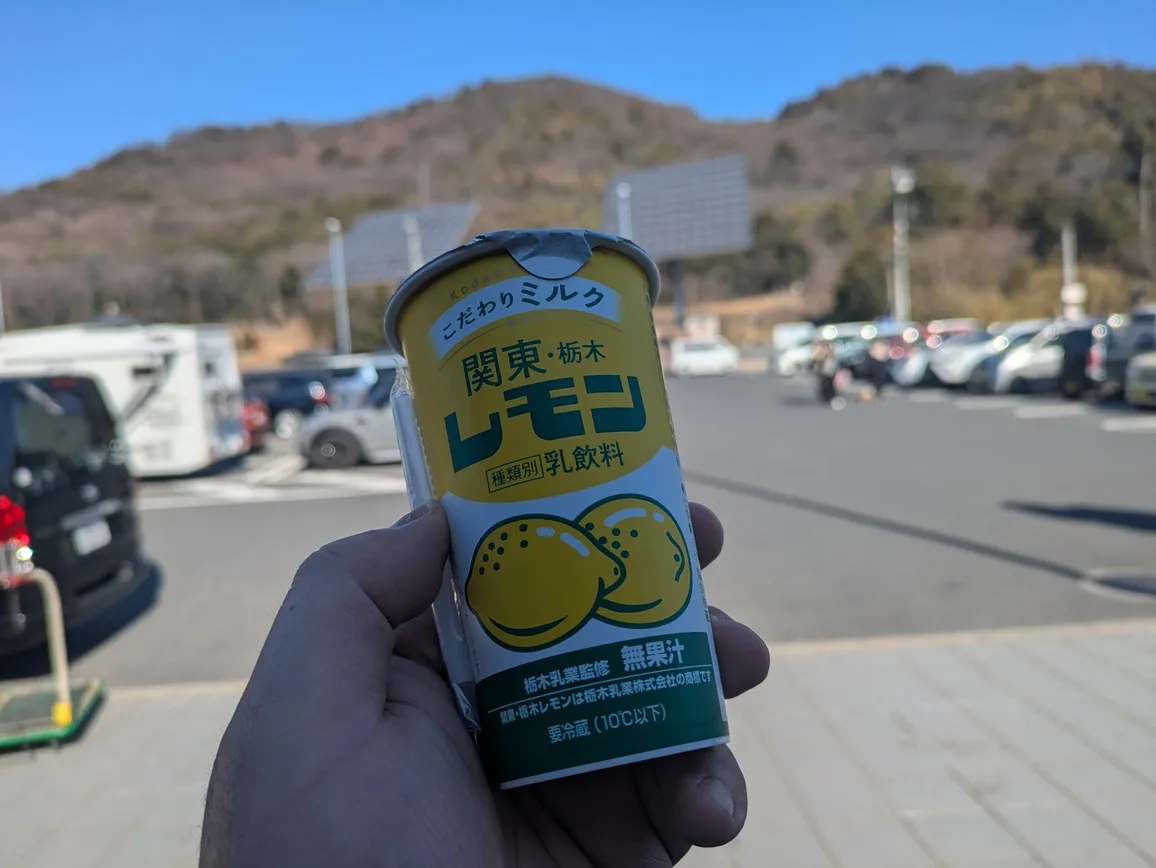 こだわりミルク
関東・栃木
レモン
種類別 乳飲料
栃木乳業監修 無果汁
関東・栃木レモンは栃木乳業株式会社の商標です
要冷蔵(10℃以下)